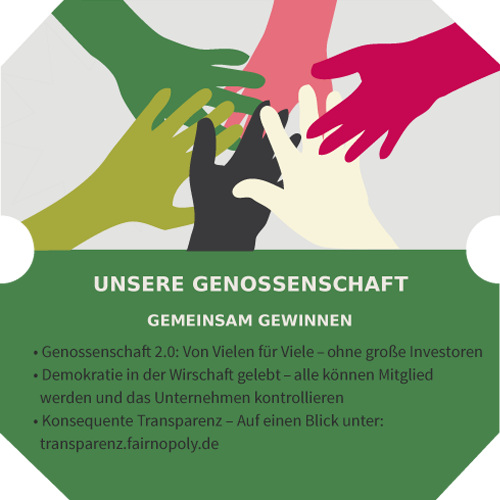 UNSERE GENOSSENSCHAFT
GEMEINSAM GEWINNEN
• Genossenschaft 2.0: Von Vielen für Viele – ohne große Investoren
• Demokratie in der Wirschaft gelebt – alle können Mitglied
werden und das Unternehmen kontrollieren
• Konsequente Transparenz – Auf einen Blick unter:
transparenz.fairnopoly.de